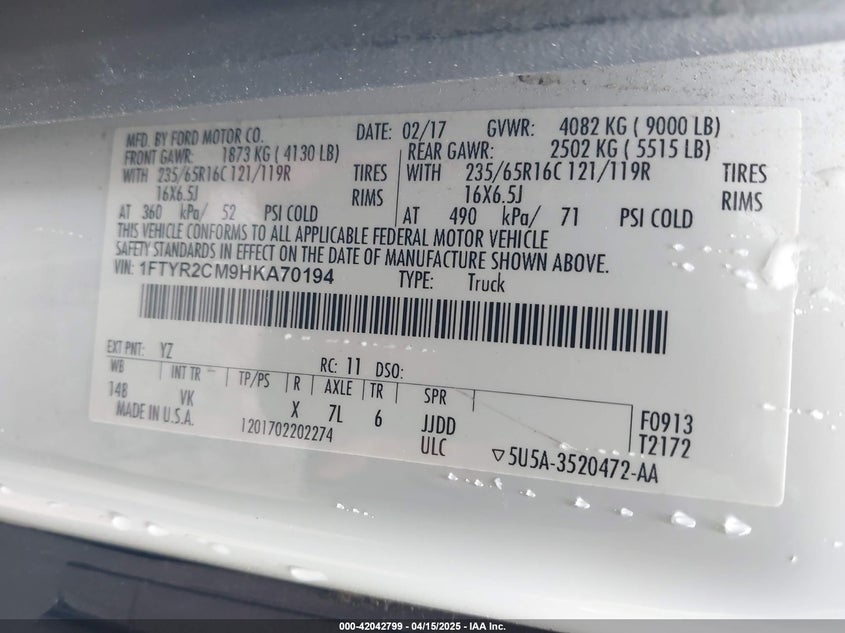 MFD. BY FORD MOTOR CO. DATE: 02/17 GVWR: 4082 KG ( 9000 LB)
FRONT GAWR: 1873 KG ( 4130 LB) REAR GAWR: 2502 KG ( 5515 LB)
WITH 235/65R16C 121/119R TIRES WITH 235/65R16C 121/119R TIRES
16X6.5J RIMS 16X6.5J RIMS
AT 360 kPa/ 52 PSI COLD AT 490 kPa/ 71 PSI COLD
THIS VEHICLE CONFORMS TO ALL APPLICABLE FEDERAL MOTOR VEHICLE
SAFETY STANDARDS IN EFFECT ON THE DATE OF MANUFACTURE SHOWN ABOVE.
VIN: 1FTYR2CM9HKA70194 TYPE: Truck
EXT PNT: YZ RC: 11 DSO:
WB INT TR TP/PS R AXLE TR SPR
148 VK X 7L 6 JJDD F0913
MADE IN U.S.A. 1201702202274 ULC T2172
▽5U5A-3520472-AA
000-42042799 - 04/15/2025 - IAA Inc.